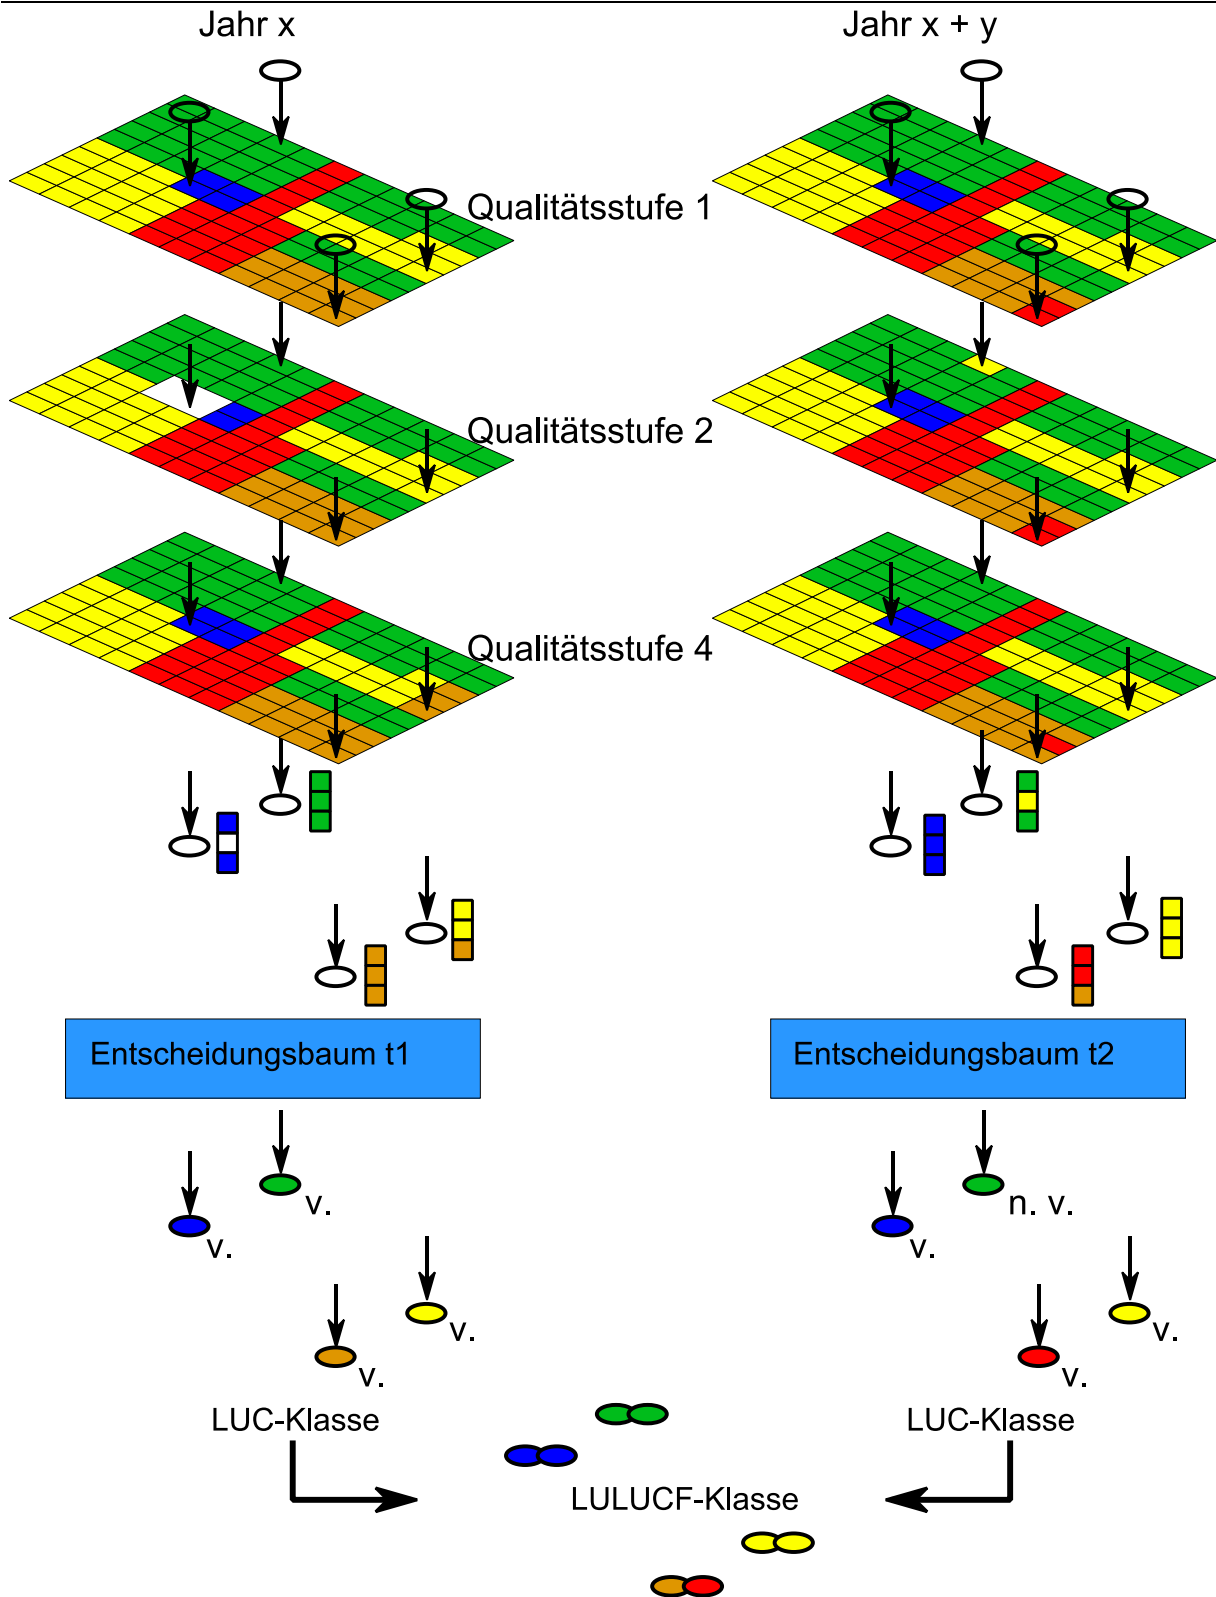 Jahr x
Jahr x + y
Qualitätsstufe 1
Qualitätsstufe 2
Qualitätsstufe 4
Entscheidungsbaum t1
Entscheidungsbaum t2
v.
n. v.
v.
v.
v.
v.
v.
v.
LUC-Klasse
LUC-Klasse
LULUCF-Klasse